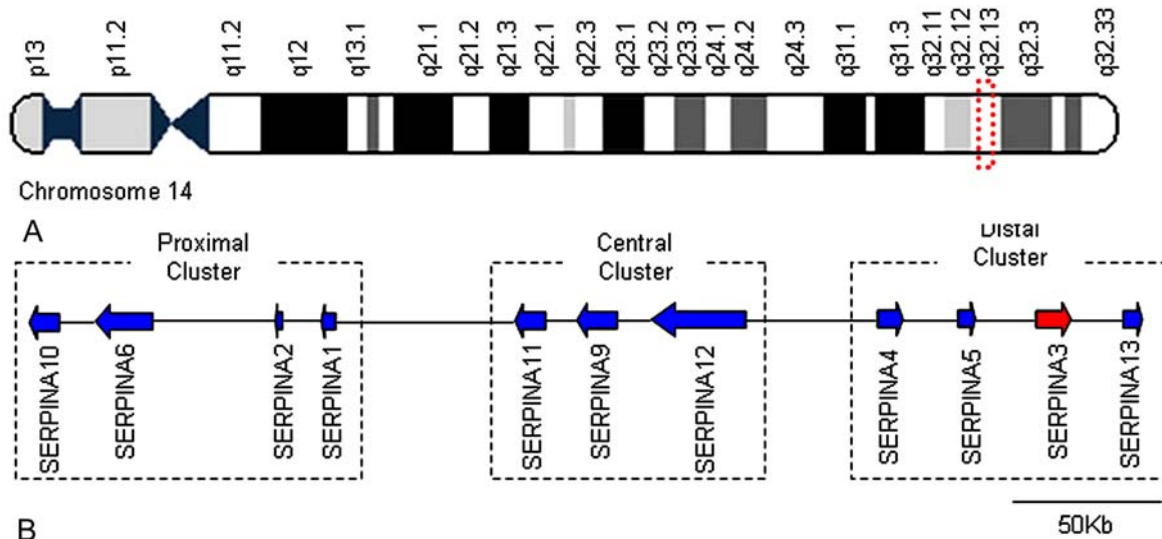 p13
p11.2
q11.2
q12
q13.1
q21.1
q21.2
q21.3
q22.1
q22.3
q23.1
q23.2
q23.3
q24.1
q24.2
q24.3
q31.1
q31.3
q32.11
q32.12
q32.13
q32.3
q32.33
Chromosome 14
A
Proximal
Cluster
Central
Cluster
Distal
Cluster
SERPINA10
SERPINA6
SERPINA2
SERPINA1
SERPINA11
SERPINA9
SERPINA12
SERPINA4
SERPINA5
SERPINA3
SERPINA13
50Kb
B